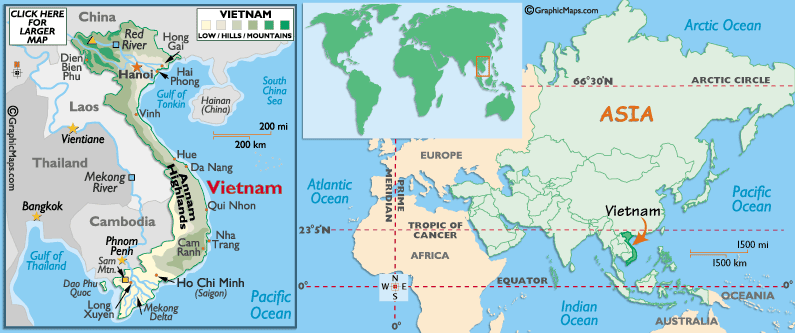 CLICK HERE
FOR
LARGER
MAP
China
VIETNAM
LOW / HILLS / MOUNTAINS
Red
River
Hong
Gai
Dien
Bien
Phu
Hanoi
Hai
Phong
Gulf of
Tonkin
South
China
Sea
Hainan
(China)
Laos
Vinh
©GraphicMaps.com
Vientiane
200 mi
200 km
Thailand
Hue
Da Nang
Mekong
River
Annam
Highlands
Vietnam
Bangkok
Qui Nhon
Cambodia
Phnom
Penh
Cam
Ranh
Nha
Trang
Gulf of
Thailand
Sam
Mtn.
Dao Phu
Quoc
Ho Chi Minh
(Saigon)
Long
Xuyen
Mekong
Delta
Pacific
Ocean
©GraphicMaps.com
Arctic Ocean
66°30'N
ARCTIC CIRCLE
ASIA
EUROPE
Atlantic
Ocean
PRIME
MERIDIAN
Pacific
Ocean
Vietnam
23°5'N
TROPIC OF
CANCER
AFRICA
1500 mi
1500 km
EQUATOR
0°
N
W E
S
OCEANIA
Indian
Ocean
AUSTRALIA
0°